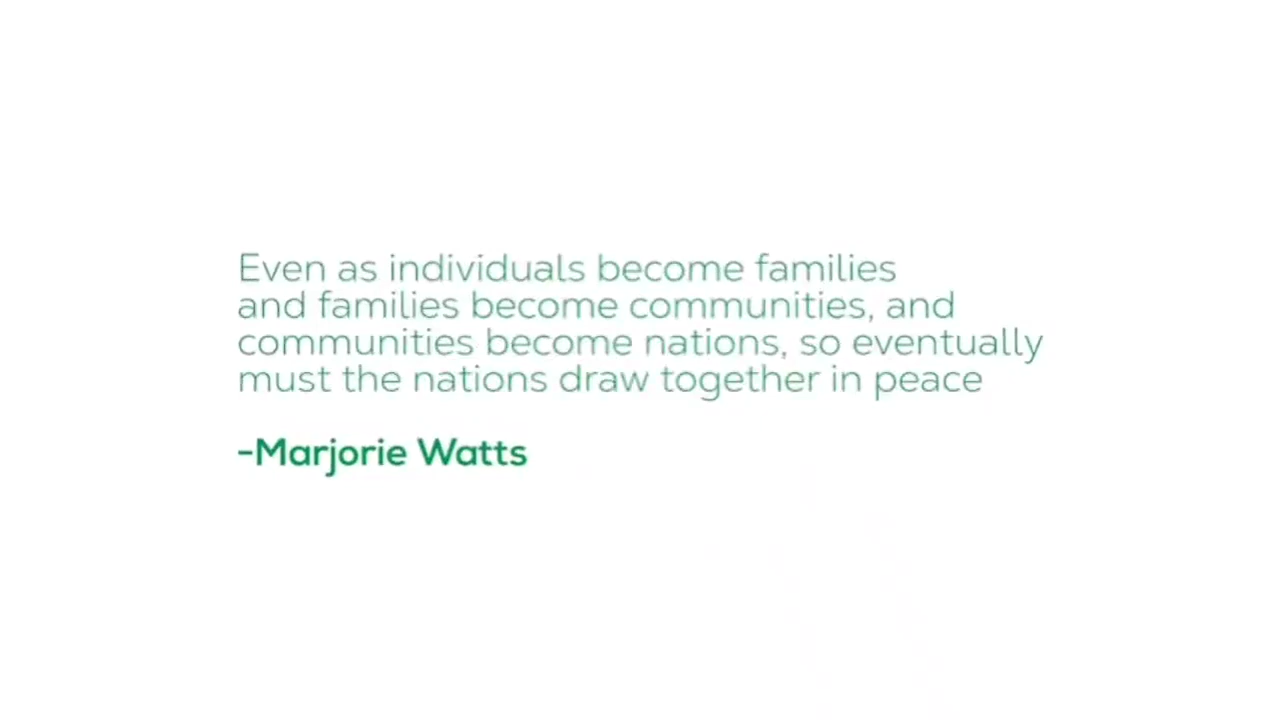 Even as individuals become families
and families become communities, and
communities become nations, so eventually
must the nations draw together in peace
-Marjorie Watts